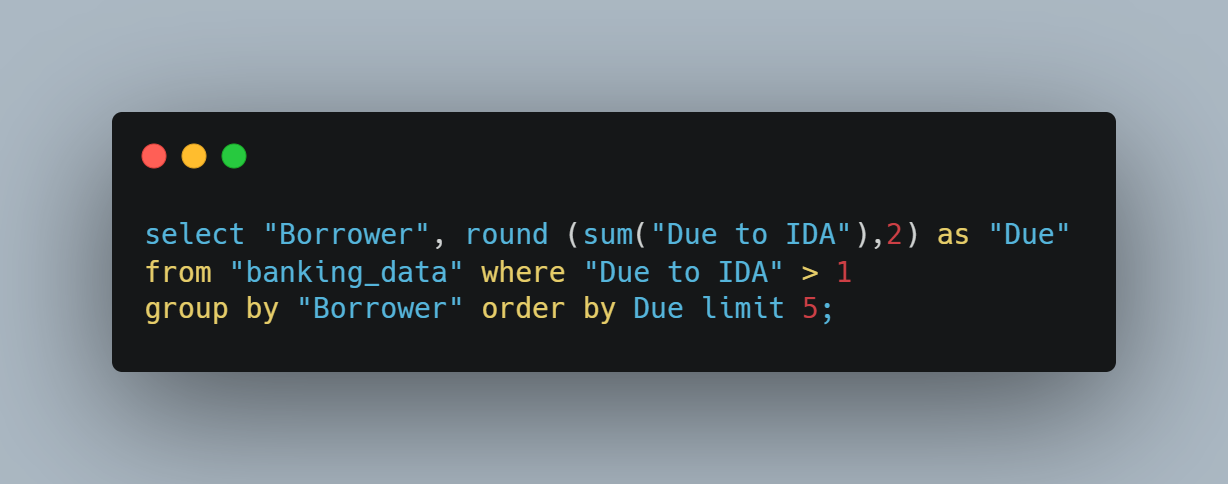 select "Borrower", round (sum("Due to IDA"),2) as "Due"
from "banking_data" where "Due to IDA" > 1
group by "Borrower" order by Due limit 5;